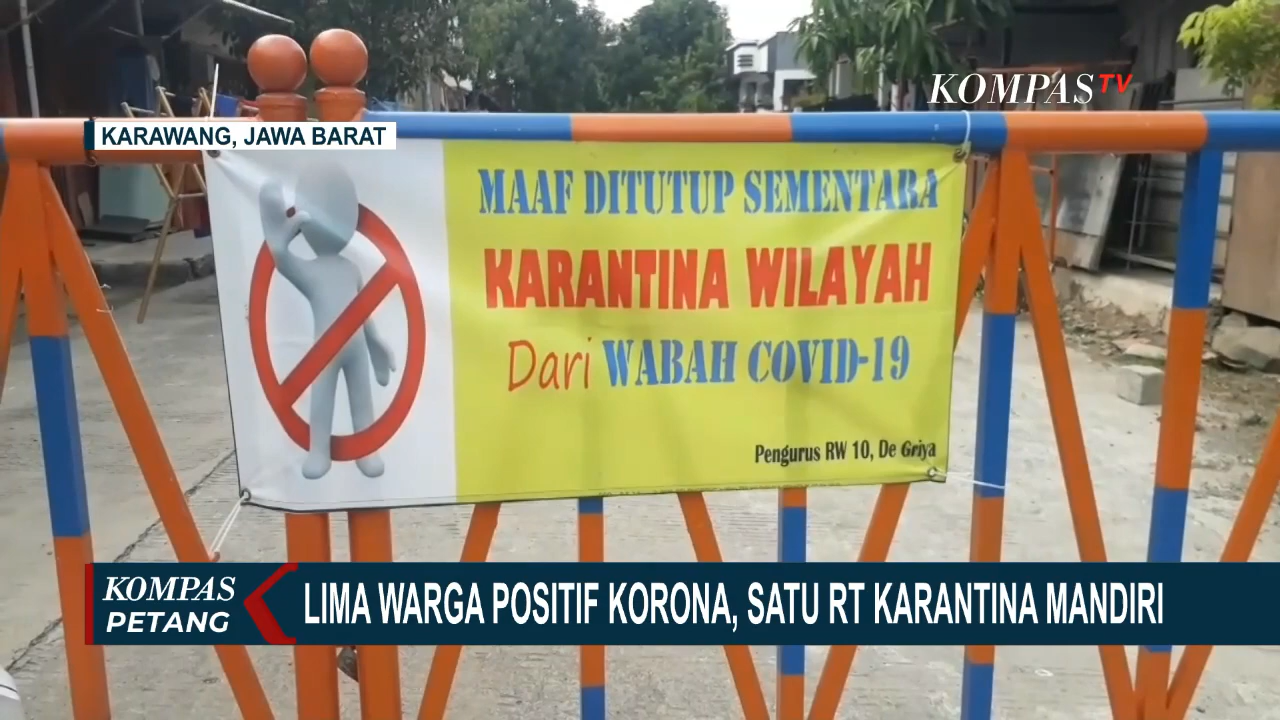 KOMPAS TV
KARAWANG, JAWA BARAT
MAAF DITUTUP SEMENTARA
KARANTINA WILAYAH
Dari WABAH COVID-19
Pengurus RW 10, De Griya
KOMPAS PETANG
LIMA WARGA POSITIF KORONA, SATU RT KARANTINA MANDIRI